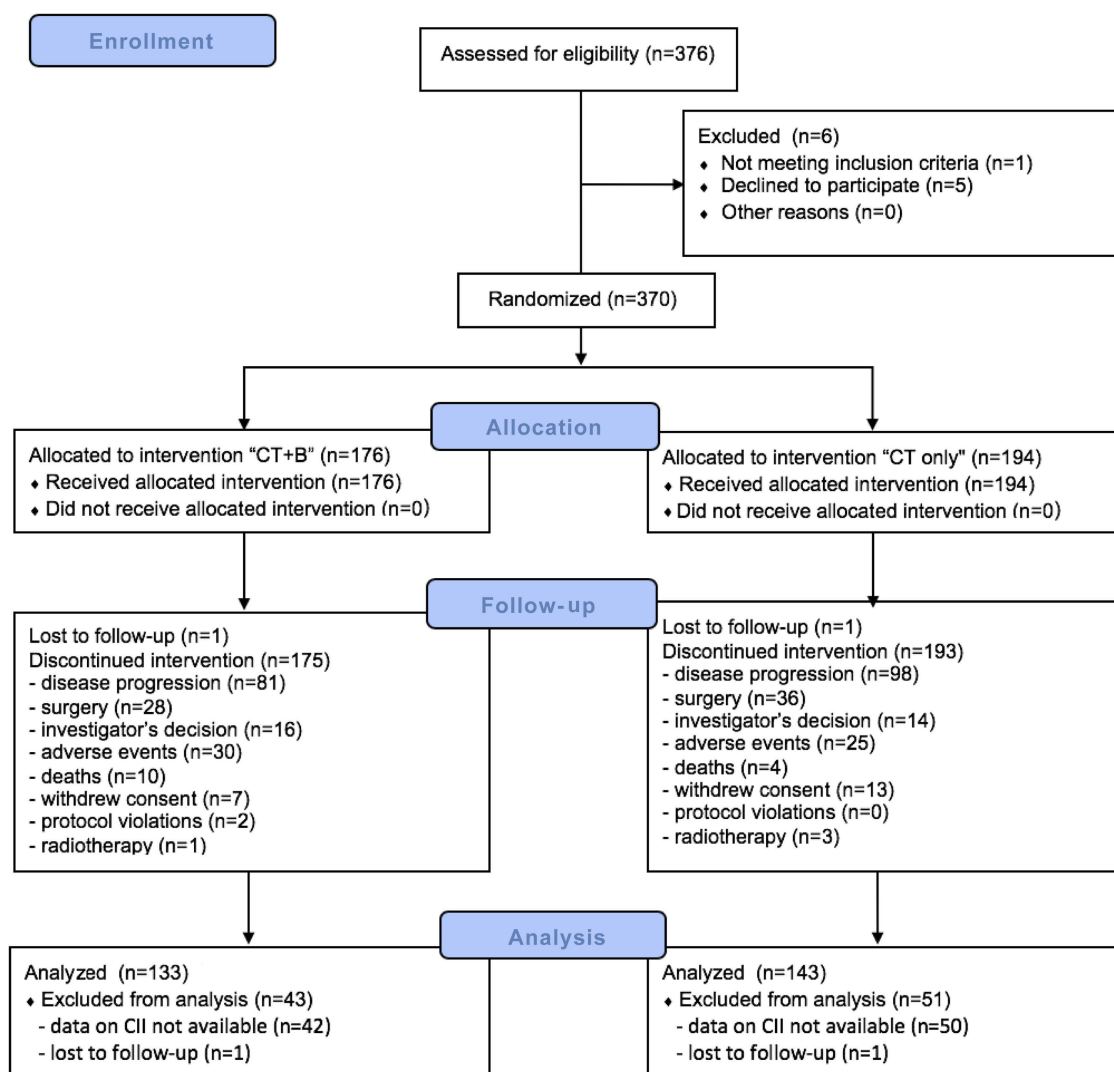 Enrollment
Assessed for eligibility (n=376)
Excluded (n=6)
♦ Not meeting inclusion criteria (n=1)
♦ Declined to participate (n=5)
♦ Other reasons (n=0)
Randomized (n=370)
Allocation
Allocated to intervention “CT+B” (n=176)
♦ Received allocated intervention (n=176)
♦ Did not receive allocated intervention (n=0)
Allocated to intervention “CT only" (n=194)
♦ Received allocated intervention (n=194)
♦ Did not receive allocated intervention (n=0)
Follow-up
Lost to follow-up (n=1)
Discontinued intervention (n=175)
- disease progression (n=81)
- surgery (n=28)
- investigator’s decision (n=16)
- adverse events (n=30)
- deaths (n=10)
- withdrew consent (n=7)
- protocol violations (n=2)
- radiotherapy (n=1)
Lost to follow-up (n=1)
Discontinued intervention (n=193)
- disease progression (n=98)
- surgery (n=36)
- investigator’s decision (n=14)
- adverse events (n=25)
- deaths (n=4)
- withdrew consent (n=13)
- protocol violations (n=0)
- radiotherapy (n=3)
Analysis
Analyzed (n=133)
♦ Excluded from analysis (n=43)
- data on CII not available (n=42)
- lost to follow-up (n=1)
Analyzed (n=143)
♦ Excluded from analysis (n=51)
- data on CII not available (n=50)
- lost to follow-up (n=1)